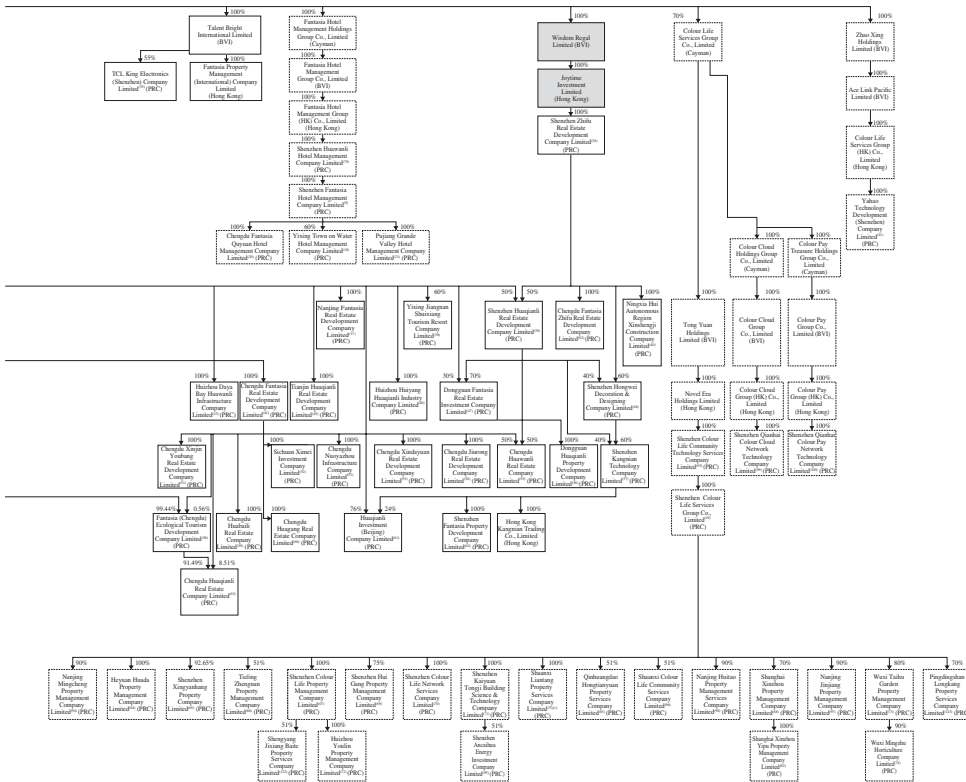 100%
Talent Bright
International Limited
(BVI)
55%
TCL King Electronics
(Shenzhen) Company
(PRC)
100%
Fantasia Property
Management
(International) Company
Limited
(Hong Kong)
100%
Fantasia Hotel
Management Holdings
Group Co., Limited
(Cayman)
100%
Fantasia Hotel
Management
Group Co., Limited
(BVI)
100%
Fantasia Hotel
Management Group
(HK) Co., Limited
(Hong Kong)
100%
Shenzhen Huawanli
Hotel Management
Company Limited
(PRC)
100%
Shenzhen Fantasia
Hotel Management
Company Limited
(PRC)
100%
Chengdu Fantasia
Quyuan Hotel
Management Company
Limited (PRC)
60%
Yixing Town on Water
Hotel Management
Company Limited
(PRC)
100%
Pujiang Grande
Valley Hotel
Management Company
Limited (PRC)
100%
Wisdom Regal
Limited (BVI)
100%
Joytime
Investment
Limited
(Hong Kong)
100%
Shenzhen Zhifu
Real Estate
Development
Company Limited
(PRC)
70%
Colour Life
Services Group
Co., Limited
(Cayman)
100%
Zhao Xing
Holdings
Limited (BVI)
100%
Ace Link Pacific
Limited (BVI)
100%
Colour Life
Services Group
(HK) Co.,
Limited
(Hong Kong)
100%
Yahao Technology
Development
(Shenzhen)
Company
Limited
(PRC)
100%
Colour Cloud
Holdings Group
Co., Limited
(Cayman)
100%
Colour Pay
Treasure Holdings
Group Co.,
Limited
(Cayman)
100%
Nanjing Fantasia
Real Estate
Development
Company
Limited
(PRC)
60%
Yixing Jiangnan
Shuixiang
Tourism Resort
Company
Limited
(PRC)
50% 50%
Shenzhen Huaqianli
Real Estate
Development
Company Limited
(PRC)
100%
Chengdu Fantasia
Zhifu Real Estate
Development
Company
Limited
(PRC)
100%
Ningxia Hui
Autonomous
Region
Xinshengji
Construction
Company Limited
(PRC)
100%
Tong Yuan
Holdings
Limited (BVI)
100%
Colour Cloud
Group
Co., Limited
(BVI)
100%
Colour Pay
Group Co.,
Limited (BVI)
100%
Huizhou Daya
Bay Huawanli
Infrastructure
Company
Limited (PRC)
100%
Chengdu Fantasia
Real Estate
Development
Company
Limited (PRC)
100%
Tianjin Huaqianli
Real Estate
Development
Company
Limited (PRC)
100%
Huizhou Huiyang
Huaqianli Industry
Company Limited
(PRC)
30% 70%
Dongguan Fantasia
Real Estate
Investment Company
Limited (PRC)
40% 60%
Shenzhen Hongwei
Decoration &
Designing
Company Limited
(PRC)
100%
Novel Era
Holdings Limited
(Hong Kong)
100%
Colour Cloud
Group (HK) Co.,
Limited
(Hong Kong)
100%
Colour Pay
Group (HK) Co.,
Limited
(Hong Kong)
100%
Chengdu Xinjin
Youbang
Real Estate
Development
Company
Limited
(PRC)
100%
Sichuan Ximei
Investment
Company
Limited
(PRC)
100%
Chengdu
Nanyazhou
Infrastructure
Company
Limited
(PRC)
100%
Chengdu Xindayuan
Real Estate
Development
Company Limited
(PRC)
100%
Chengdu Jiurong
Real Estate
Development
Company
Limited
(PRC)
50% 50%
Chengdu
Huawanli
Real Estate
Company
Limited
(PRC)
100%
Dongguan
Huaqianli
Property
Development
Company
Limited
(PRC)
40% 60%
Shenzhen
Kangnian
Technology
Company
Limited
(PRC)
100%
Shenzhen Colour
Life Community
Technology Services
Company
Limited
(PRC)
100%
Shenzhen Qianhai
Colour Cloud
Network
Technology
Company
Limited (PRC)
100%
Shenzhen Qianhai
Colour Pay
Network
Technology
Company
Limited (PRC)
99.44% 0.56%
Fantasia (Chengdu)
Ecological Tourism
Development
Company Limited
(PRC)
100%
Chengdu
Huabaili
Real Estate
Company
Limited
(PRC)
100%
Chengdu
Huagang Real
Estate Company
Limited
(PRC)
76% 24%
Huaqianli
Investment
(Beijing)
Company Limited
(PRC)
Shenzhen
Fantasia Property
Development
Company
Limited
(PRC)
Hong Kong
Kangnian Trading
Co., Limited
(Hong Kong)
100%
Shenzhen Colour
Life Services
Group Co.,
Limited
(PRC)
91.49% 8.51%
Chengdu Huaqianli
Real Estate
Company Limited
(PRC)
90%
Nanjing
Mingcheng
Property
Management
Company
Limited (PRC)
100%
Heyuan Huada
Property
Management
Company
Limited
(PRC)
92.65%
Shenzhen
Xingyanhang
Property
Management
Company
Limited
(PRC)
51%
Tieling
Zhengnan
Property
Management
Company
Limited
(PRC)
100%
Shenzhen Colour
Life Property
Management
Company
Limited
(PRC)
75%
Shenzhen Hui
Gang Property
Management
Company
Limited
(PRC)
100%
Shenzhen Colour
Life Network
Services
Company
Limited
(PRC)
100%
Shenzhen
Kaiyuan
Tongji Building
Science &
Technology
Company
Limited
(PRC)
100%
Shaanxi
Liantang
Property
Services
Company
Limited
(PRC)
51%
Qinhuangdao
Hongtianyuan
Property
Services
Company
Limited (PRC)
51%
Shaanxi Colour
Life Community
Services
Company
Limited
(PRC)
90%
Nanjing Huitao
Property
Management
Services
Company
Limited (PRC)
70%
Shanghai
Xinzhou
Property
Management
Company
Limited (PRC)
90%
Nanjing
Jinjiang
Property
Management
Company
Limited (PRC)
80%
Wuxi Taihu
Garden
Property
Management
Company
Limited (PRC)
70%
Pingdingshan
Longkang
Property
Services
Company
Limited (PRC)
51%
Shengyang
Jixiang Baite
Property
Services
Company
Limited (PRC)
100%
Huizhou
Youlin
Property
Management
Company
Limited
(PRC)
51%
Shenzhen
Ancaihua
Energy
Investment
Company
Limited
(PRC)
100%
Shanghai Xinzhou
Yipu Property
Management
Company
Limited
(PRC)
90%
Wuxi Mingzhu
Horticulture
Company
Limited
(PRC)